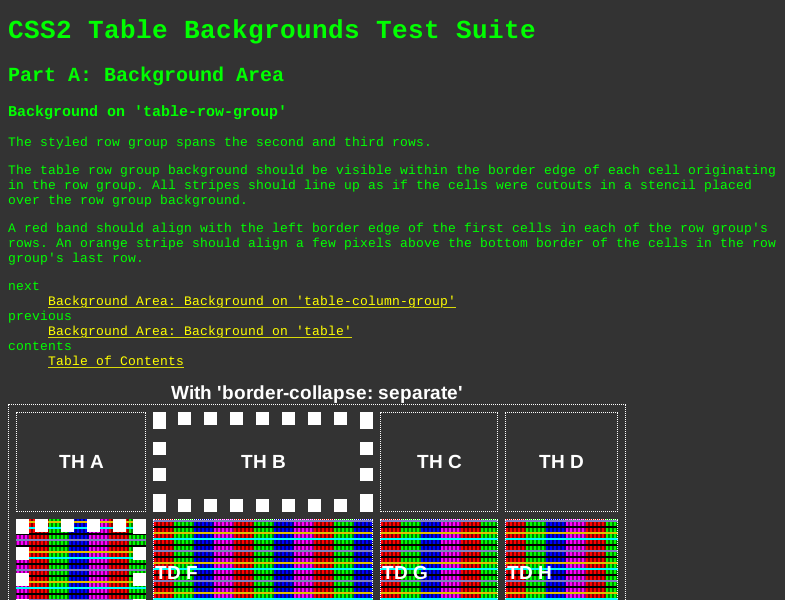 CSS2 Table Backgrounds Test Suite
Part A: Background Area
Background on 'table-row-group'
The styled row group spans the second and third rows.
The table row group background should be visible within the border edge of each cell originating
in the row group. All stripes should line up as if the cells were cutouts in a stencil placed
over the row group background.
A red band should align with the left border edge of the first cells in each of the row group's
rows. An orange stripe should align a few pixels above the bottom border of the cells in the row
group's last row.
next
Background Area: Background on 'table-column-group'
previous
Background Area: Background on 'table'
contents
Table of Contents
With 'border-collapse: separate'
TH A TH B TH C TH D
TD F TD G TD H